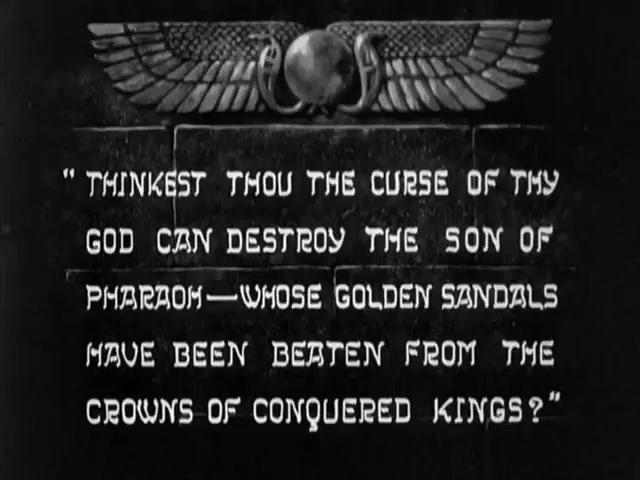 "THINKEST THOU THE CURSE OF THY
GOD CAN DESTROY THE SON OF
PHARAOH—WHOSE GOLDEN SANDALS
HAVE BEEN BEATEN FROM THE
CROWNS OF CONQUERED KINGS?"